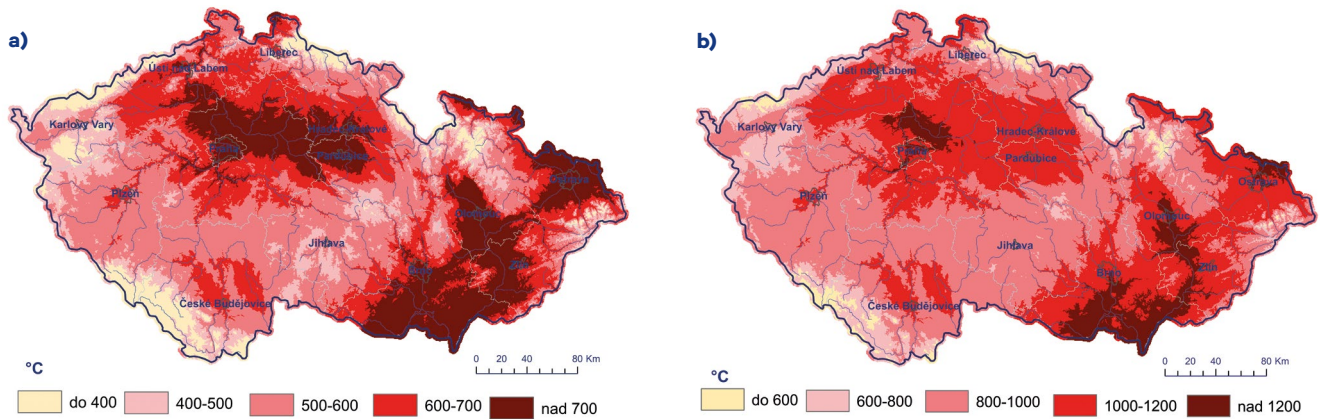 a)
Liberec
Ústí nad Labem
Karlovy Vary
Hradec Králové
Praha
Pardubice
Plzeň
Ostrava
Olomouc
Jihlava
Zlín
Brno
České Budějovice
0 20 40 80 Km
°C
do 400 400-500 500-600 600-700 nad 700
b)
Liberec
Ústí nad Labem
Karlovy Vary
Hradec-Králové
Praha
Pardubice
Plzeň
Ostrava
Olomouc
Jihlava
Zlín
Brno
České Budějovice
0 20 40 80 Km
°C
do 600 600-800 800-1000 1000-1200 nad 1200